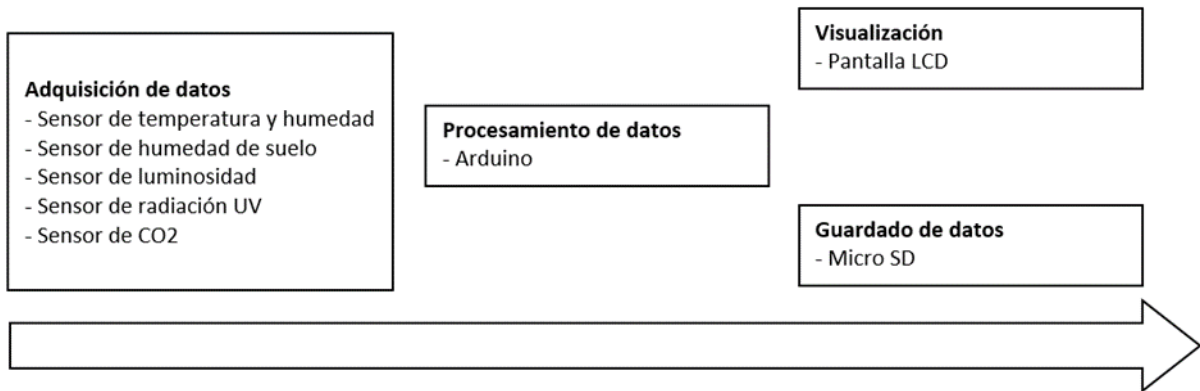 Adquisición de datos
- Sensor de temperatura y humedad
- Sensor de humedad de suelo
- Sensor de luminosidad
- Sensor de radiación UV
- Sensor de CO2
Procesamiento de datos
- Arduino
Visualización
- Pantalla LCD
Guardado de datos
- Micro SD